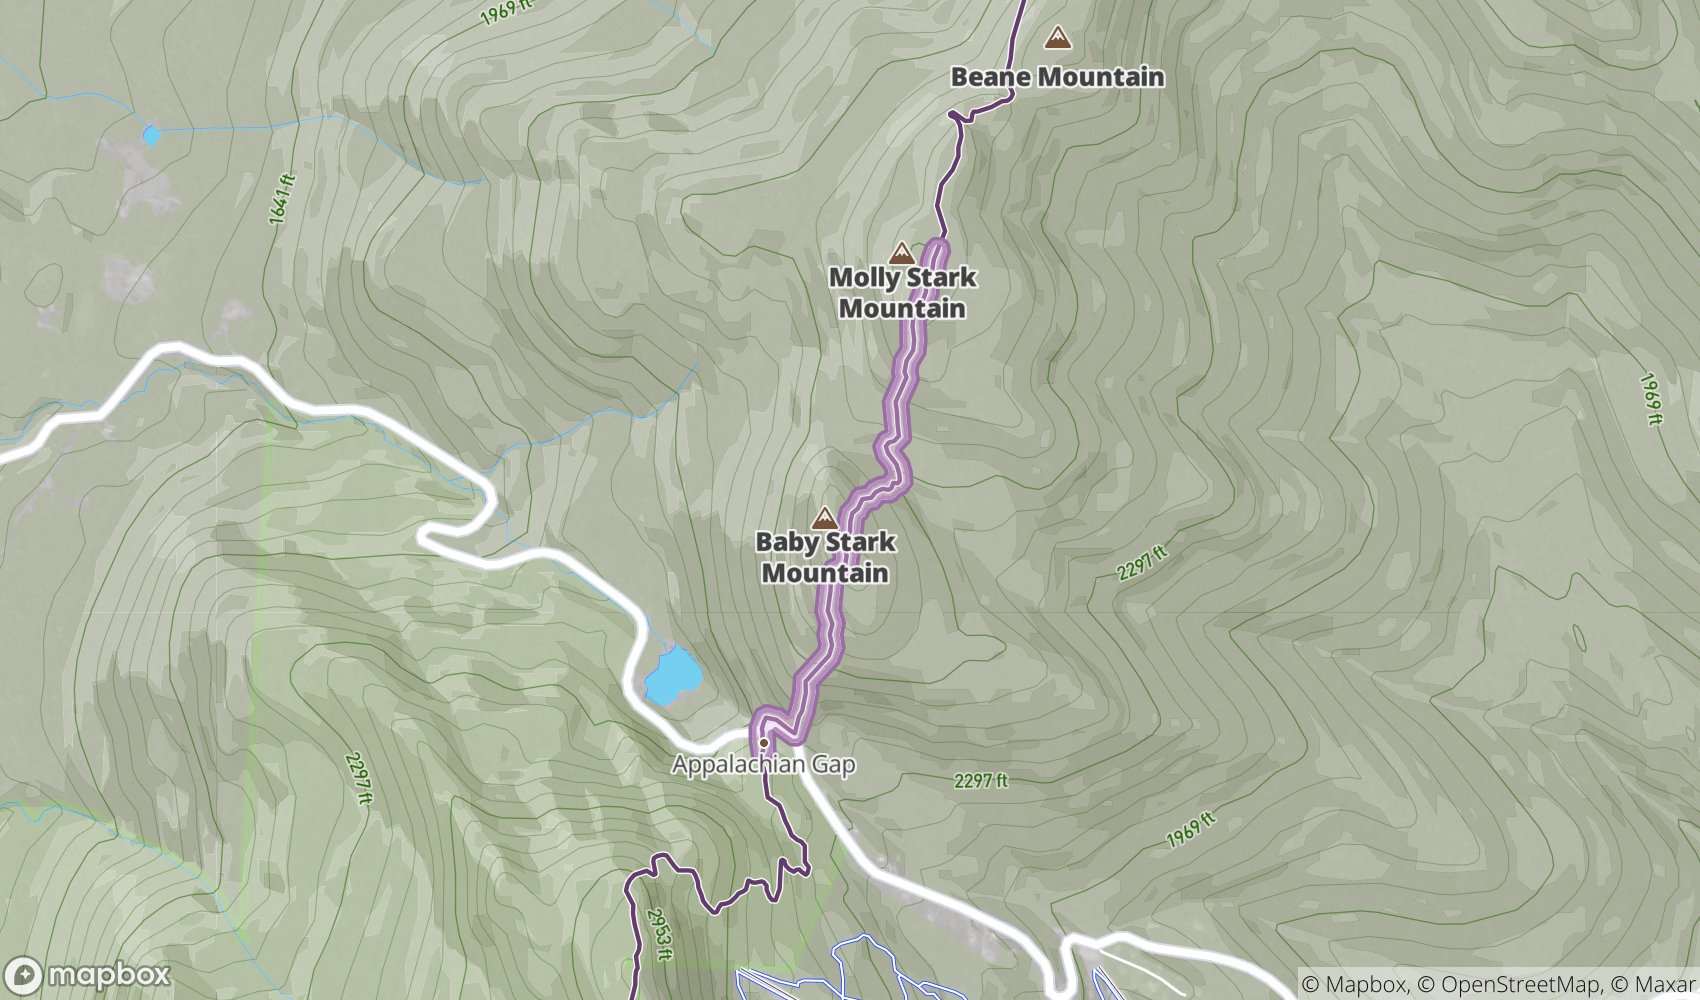 1969 ft
Beane Mountain
1641 ft
Molly Stark
Mountain
1969 ft
Baby Stark
Mountain
2297 ft
Appalachian Gap
2297 ft
2297 ft
1969 ft
2953 ft
mapbox
© Mapbox, © OpenStreetMap, © Maxar